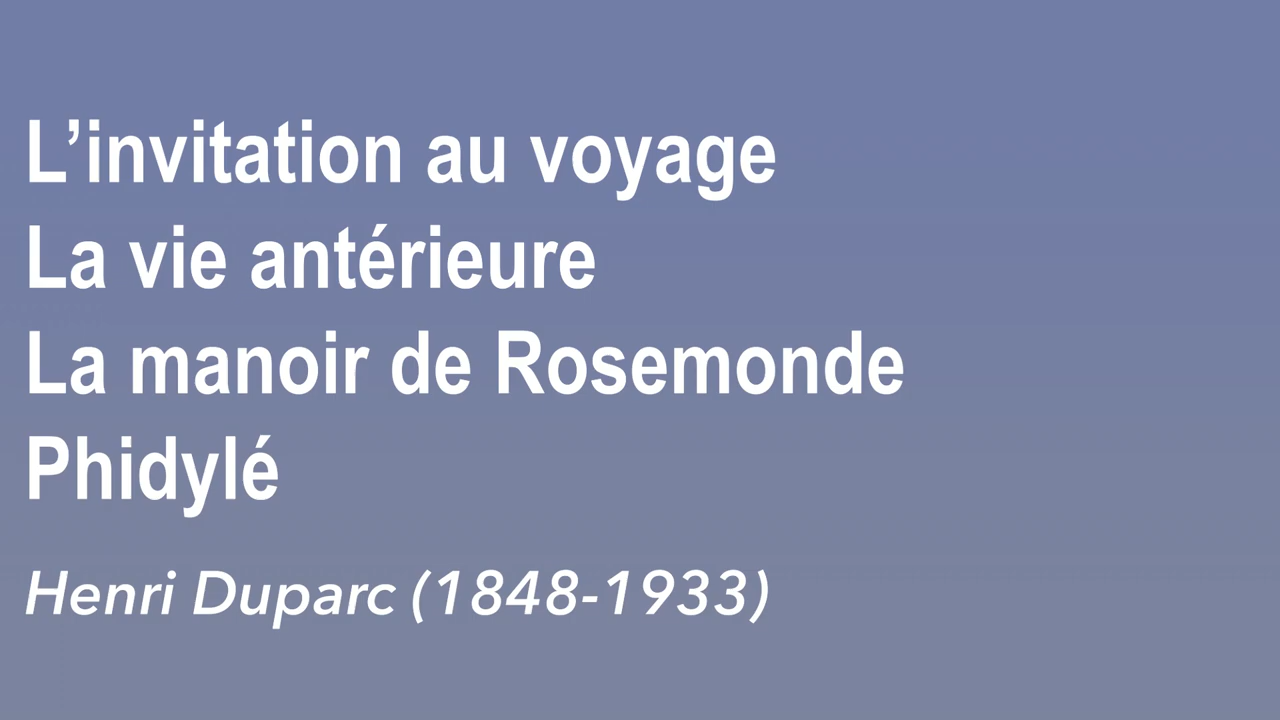 L’invitation au voyage
La vie antérieure
La manoir de Rosemonde
Phidylé
Henri Duparc (1848-1933)